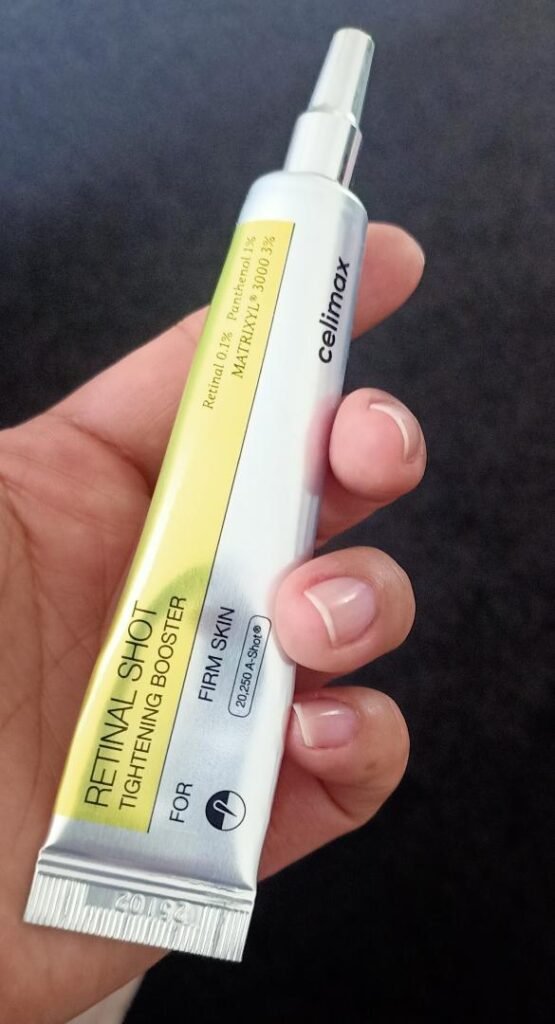 celimax
Retinal 0.1% Panthenol 1%
MATRIXYL® 3000 3%
RETINAL SHOT
TIGHTENING BOOSTER
FIRM SKIN
20,250 A-Shot®
FOR